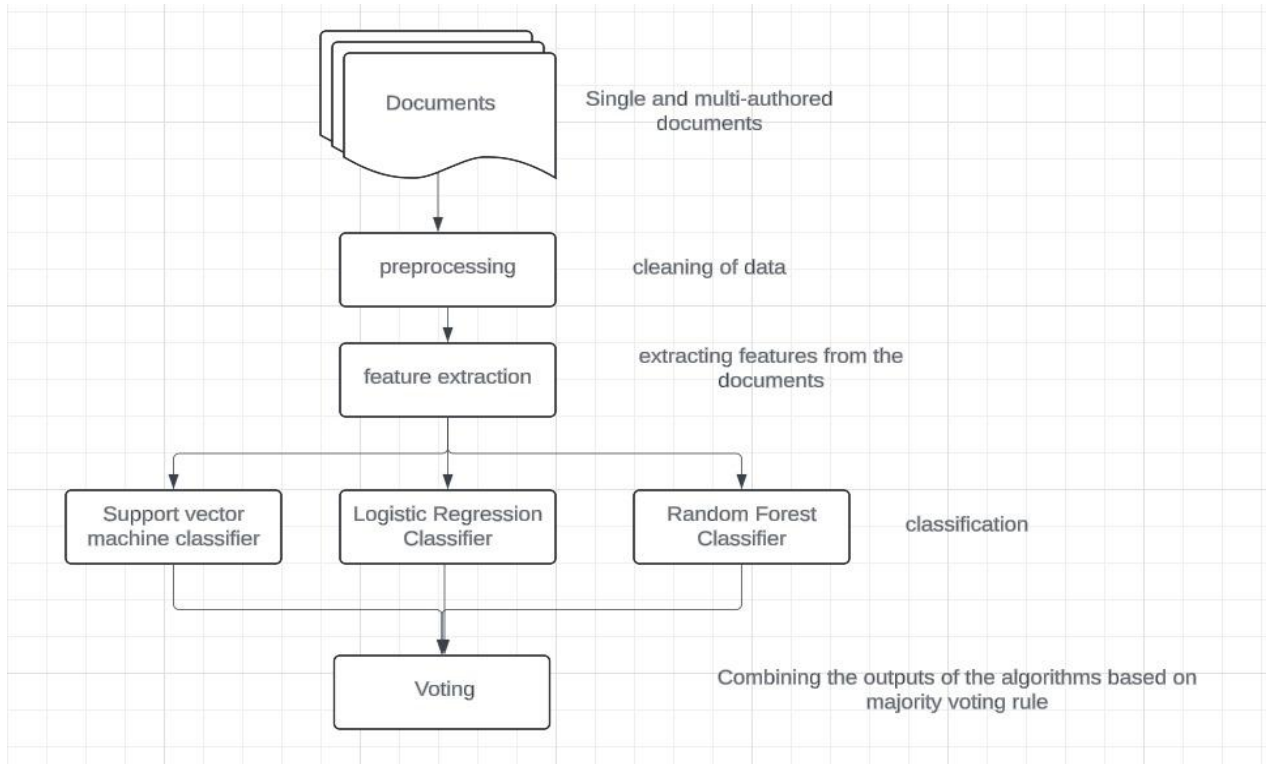 Documents
Single and multi-authored
documents
preprocessing
cleaning of data
feature extraction
extracting features from the
documents
Support vector
machine classifier
Logistic Regression
Classifier
Random Forest
Classifier
classification
Voting
Combining the outputs of the algorithms based on
majority voting rule